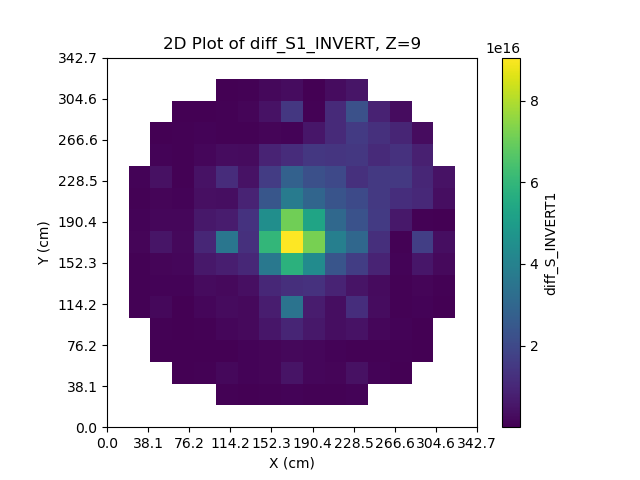 2D Plot of diff_S1_INVERT, Z=9
1e16
342.7
304.6
266.6
228.5
190.4
152.3
114.2
76.2
38.1
0.0
Y (cm)
0.0 38.1 76.2 114.2 152.3 190.4 228.5 266.6 304.6 342.7
X (cm)
8
6
4
2
diff_S_INVERT1